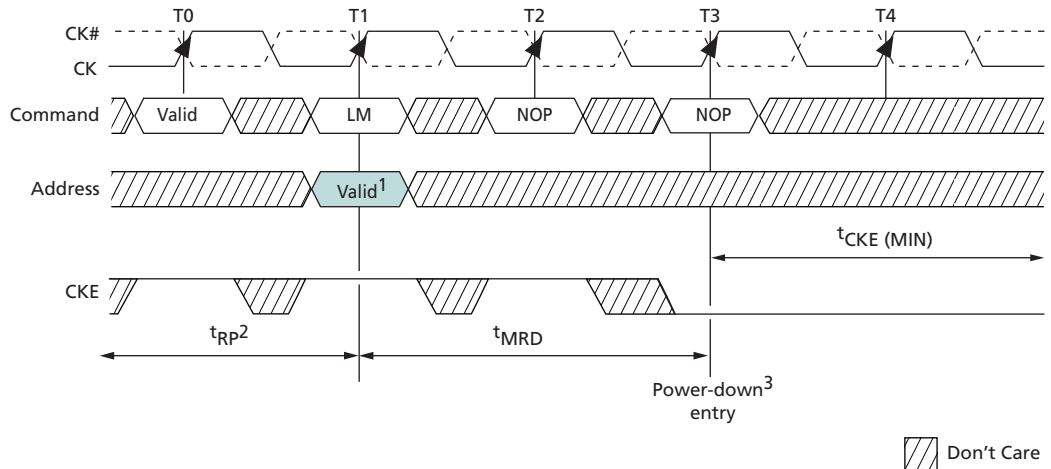 T0 T1 T2 T3 T4
CK#
CK
Command Valid LM NOP NOP
Address Valid1
tCKE (MIN)
CKE
tRP2 tMRD
Power-down3
entry
Don't Care